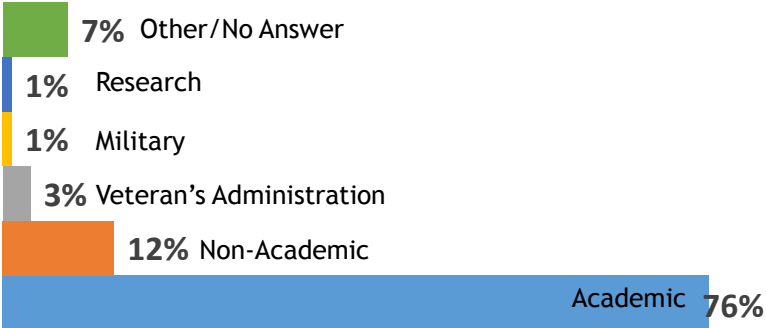 7% Other/No Answer
1% Research
1% Military
3% Veteran's Administration
12% Non-Academic
Academic 76%